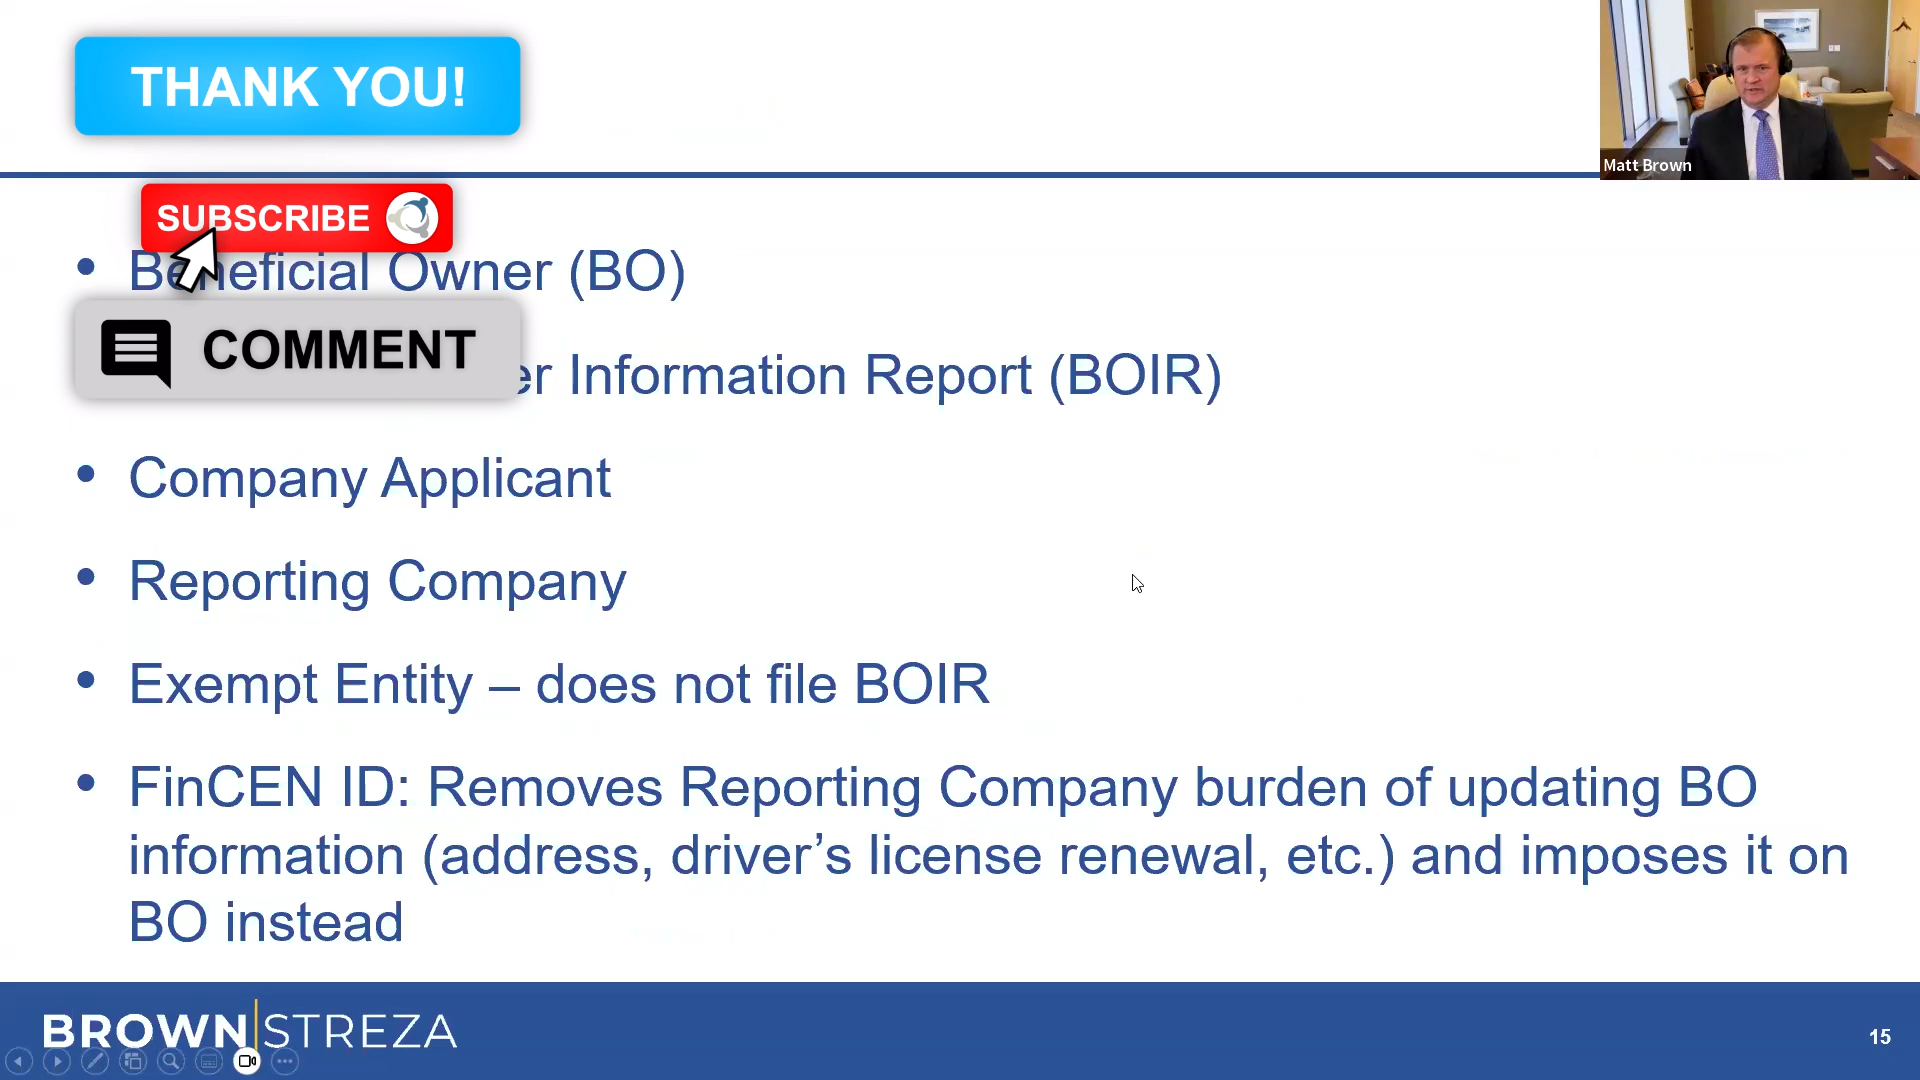 THANK YOU!
Matt Brown
SUBSCRIBE
• Beneficial Owner (BO)
COMMENT
er Information Report (BOIR)
• Company Applicant
• Reporting Company
• Exempt Entity – does not file BOIR
• FinCEN ID: Removes Reporting Company burden of updating BO
information (address, driver’s license renewal, etc.) and imposes it on
BO instead
BROWN|STREZA
15